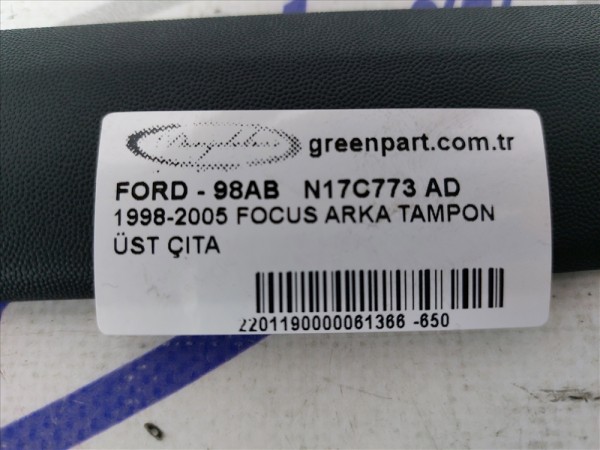 greenpart.com.tr
FORD - 98AB N17C773 AD
1998-2005 FOCUS ARKA TAMPON
ÜST ÇITA
2201190000061366 -650